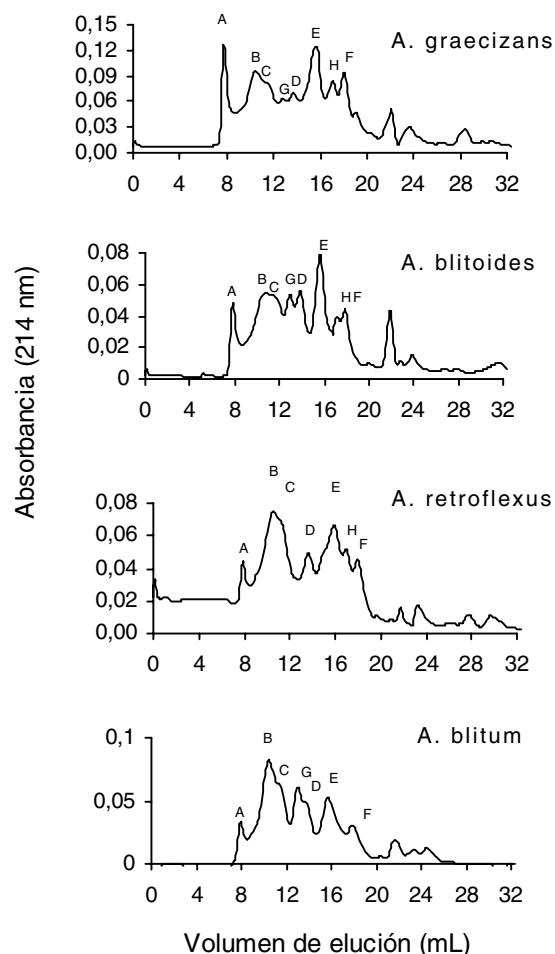 Absorbancia (214 nm)
A. graecizans
0,15
0,12
0,09
0,06
0,03
0,00
A
B
C
G
D
E
H
F
0 4 8 12 16 20 24 28 32
A. blitoides
0,08
0,06
0,04
0,02
0
A
B
C
G
D
E
H
F
0 4 8 12 16 20 24 28 32
A. retroflexus
0,08
0,06
0,04
0,02
0,00
A
B
C
D
E
H
F
0 4 8 12 16 20 24 28 32
A. blitum
0,1
0,05
0
A
B
C
G
D
E
F
0 4 8 12 16 20 24 28 32
Volumen de elución (mL)